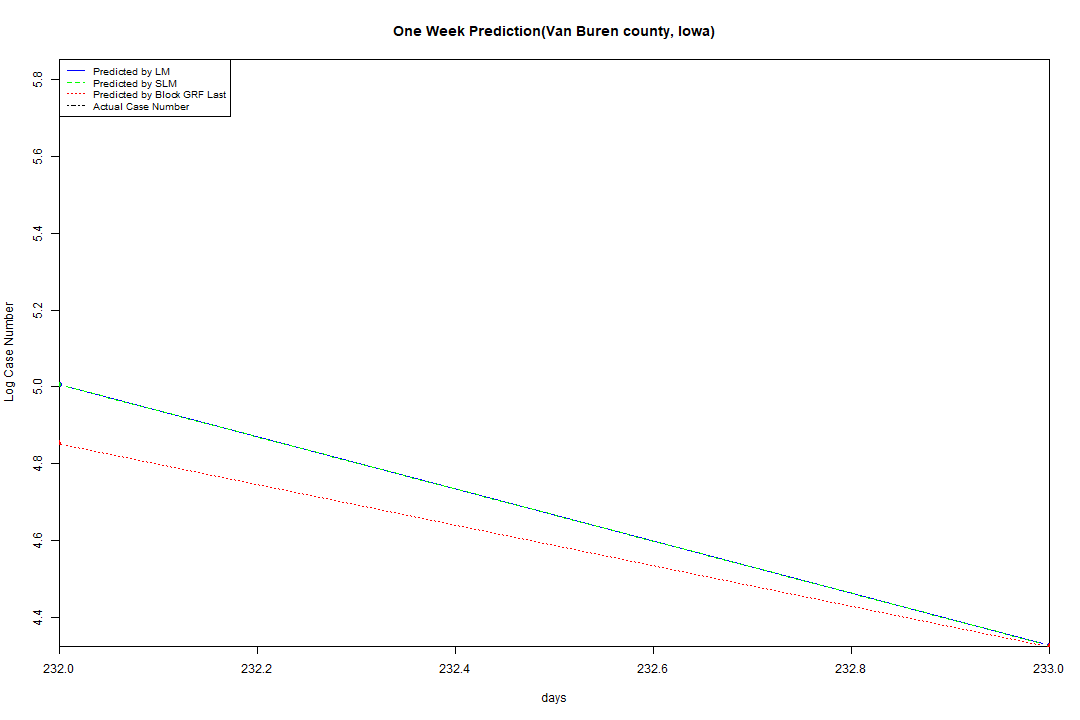 One Week Prediction(Van Buren county, Iowa)
Predicted by LM
Predicted by SLM
Predicted by Block GRF Last
Actual Case Number
5.8
5.6
5.4
5.2
5.0
4.8
4.6
4.4
Log Case Number
232.0 232.2 232.4 232.6 232.8 233.0
days